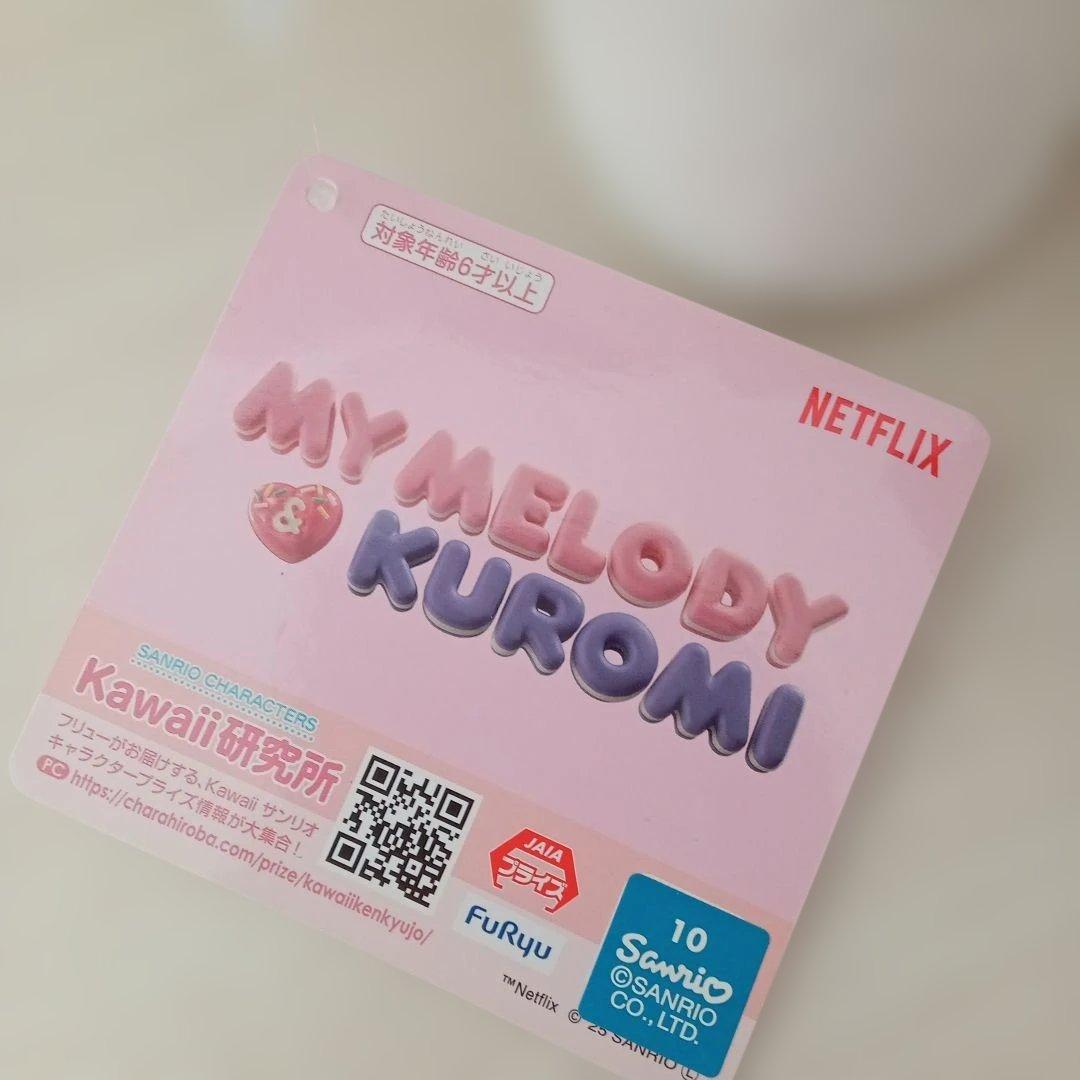 たいしょうねんれい さい いじょう
対象年齢6才以上
NETFLIX
MY MELODY
& KUROMI
SANRIO CHARACTERS
Kawaii研究所
フリューがお届けする、Kawaii サンリオ
キャラクタープライズ情報が大集合!
PC https://charahiroba.com/prize/kawaiikenkyujo/
JAIA
プライズ
FuRyu
10
Sanrio
©SANRIO
CO., LTD.
™Netflix © '25 SANRIO Ⓛ